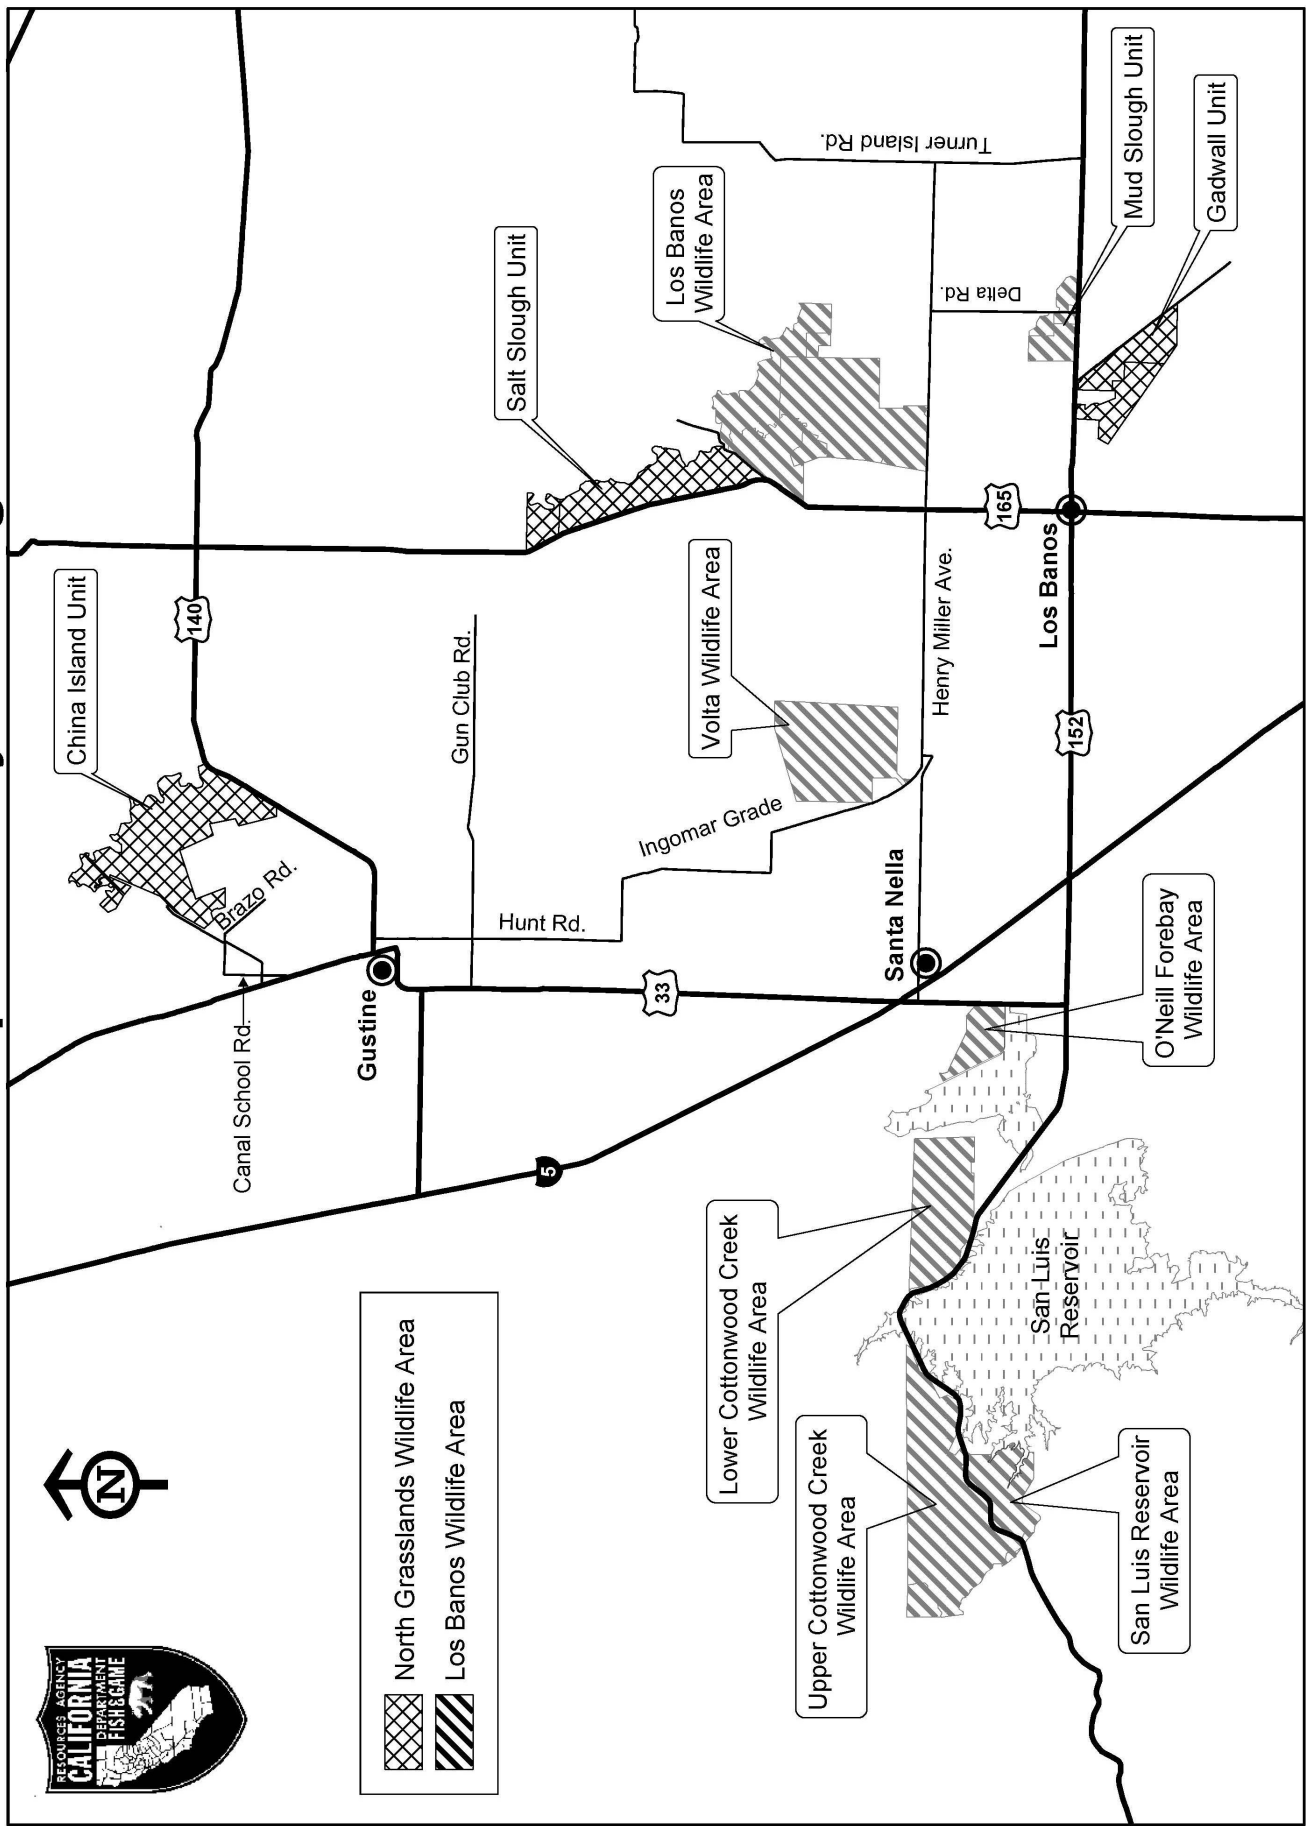 RESOURCES AGENCY
CALIFORNIA
DEPARTMENT
FISH&GAME
N
North Grasslands Wildlife Area
Los Banos Wildlife Area
China Island Unit
140
Brazo Rd.
Canal School Rd.
Gustine
Gun Club Rd.
Hunt Rd.
33
5
Salt Slough Unit
Los Banos
Wildlife Area
Volta Wildlife Area
Ingomar Grade
Turner Island Rd.
Henry Miller Ave.
Delta Rd.
165
Los Banos
152
Santa Nella
Mud Slough Unit
Gadwall Unit
O'Neill Forebay
Wildlife Area
Lower Cottonwood Creek
Wildlife Area
Upper Cottonwood Creek
Wildlife Area
San Luis
Reservoir
San Luis Reservoir
Wildlife Area